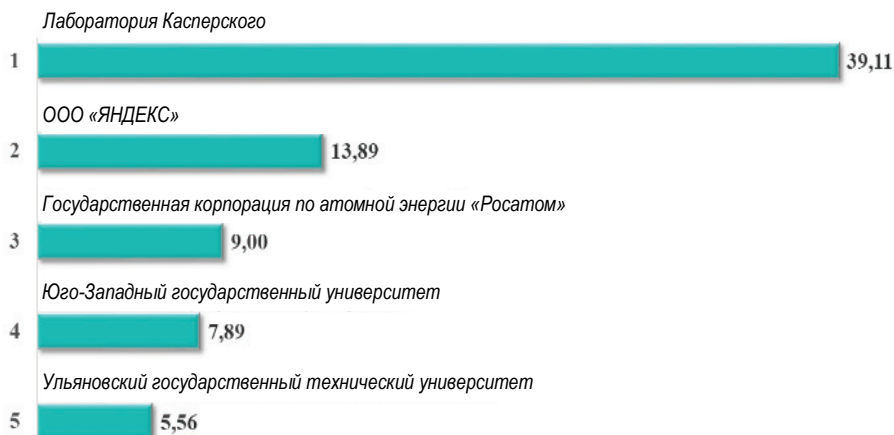 Лаборатория Касперского
1 39,11
ООО «ЯНДЕКС»
2 13,89
Государственная корпорация по атомной энергии «Росатом»
3 9,00
Юго-Западный государственный университет
4 7,89
Ульяновский государственный технический университет
5 5,56